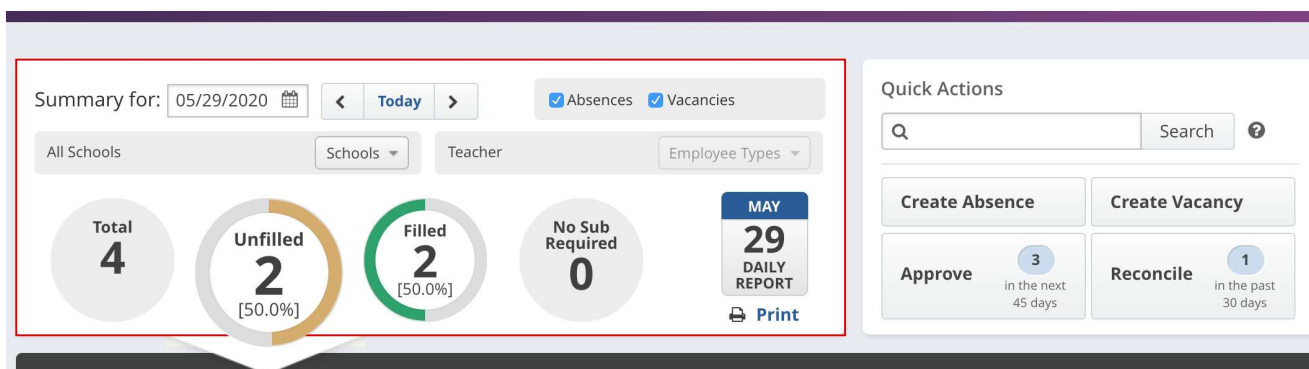 Summary for: 05/29/2020 Today Absences Vacancies
All Schools Schools Teacher Employee Types
Total
4
Unfilled
2
[50.0%]
Filled
2
[50.0%]
No Sub
Required
0
MAY
29
DAILY
REPORT
Print
Quick Actions
Search
Create Absence
Create Vacancy
Approve
3
in the next
45 days
Reconcile
1
in the past
30 days